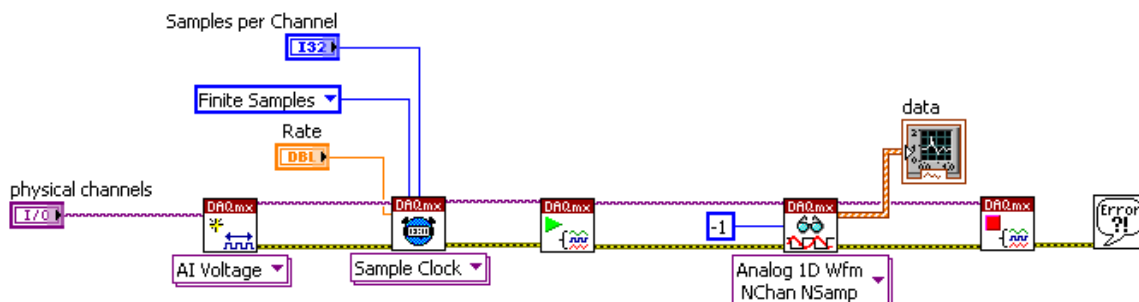 Samples per Channel
I32
Finite Samples
Rate
DBL
data
physical channels
I/O
DAQmx
DAQmx
DAQmx
DAQmx
DAQmx
-1
Error
?!
AI Voltage
Sample Clock
Analog 1D Wfm
NChan NSamp